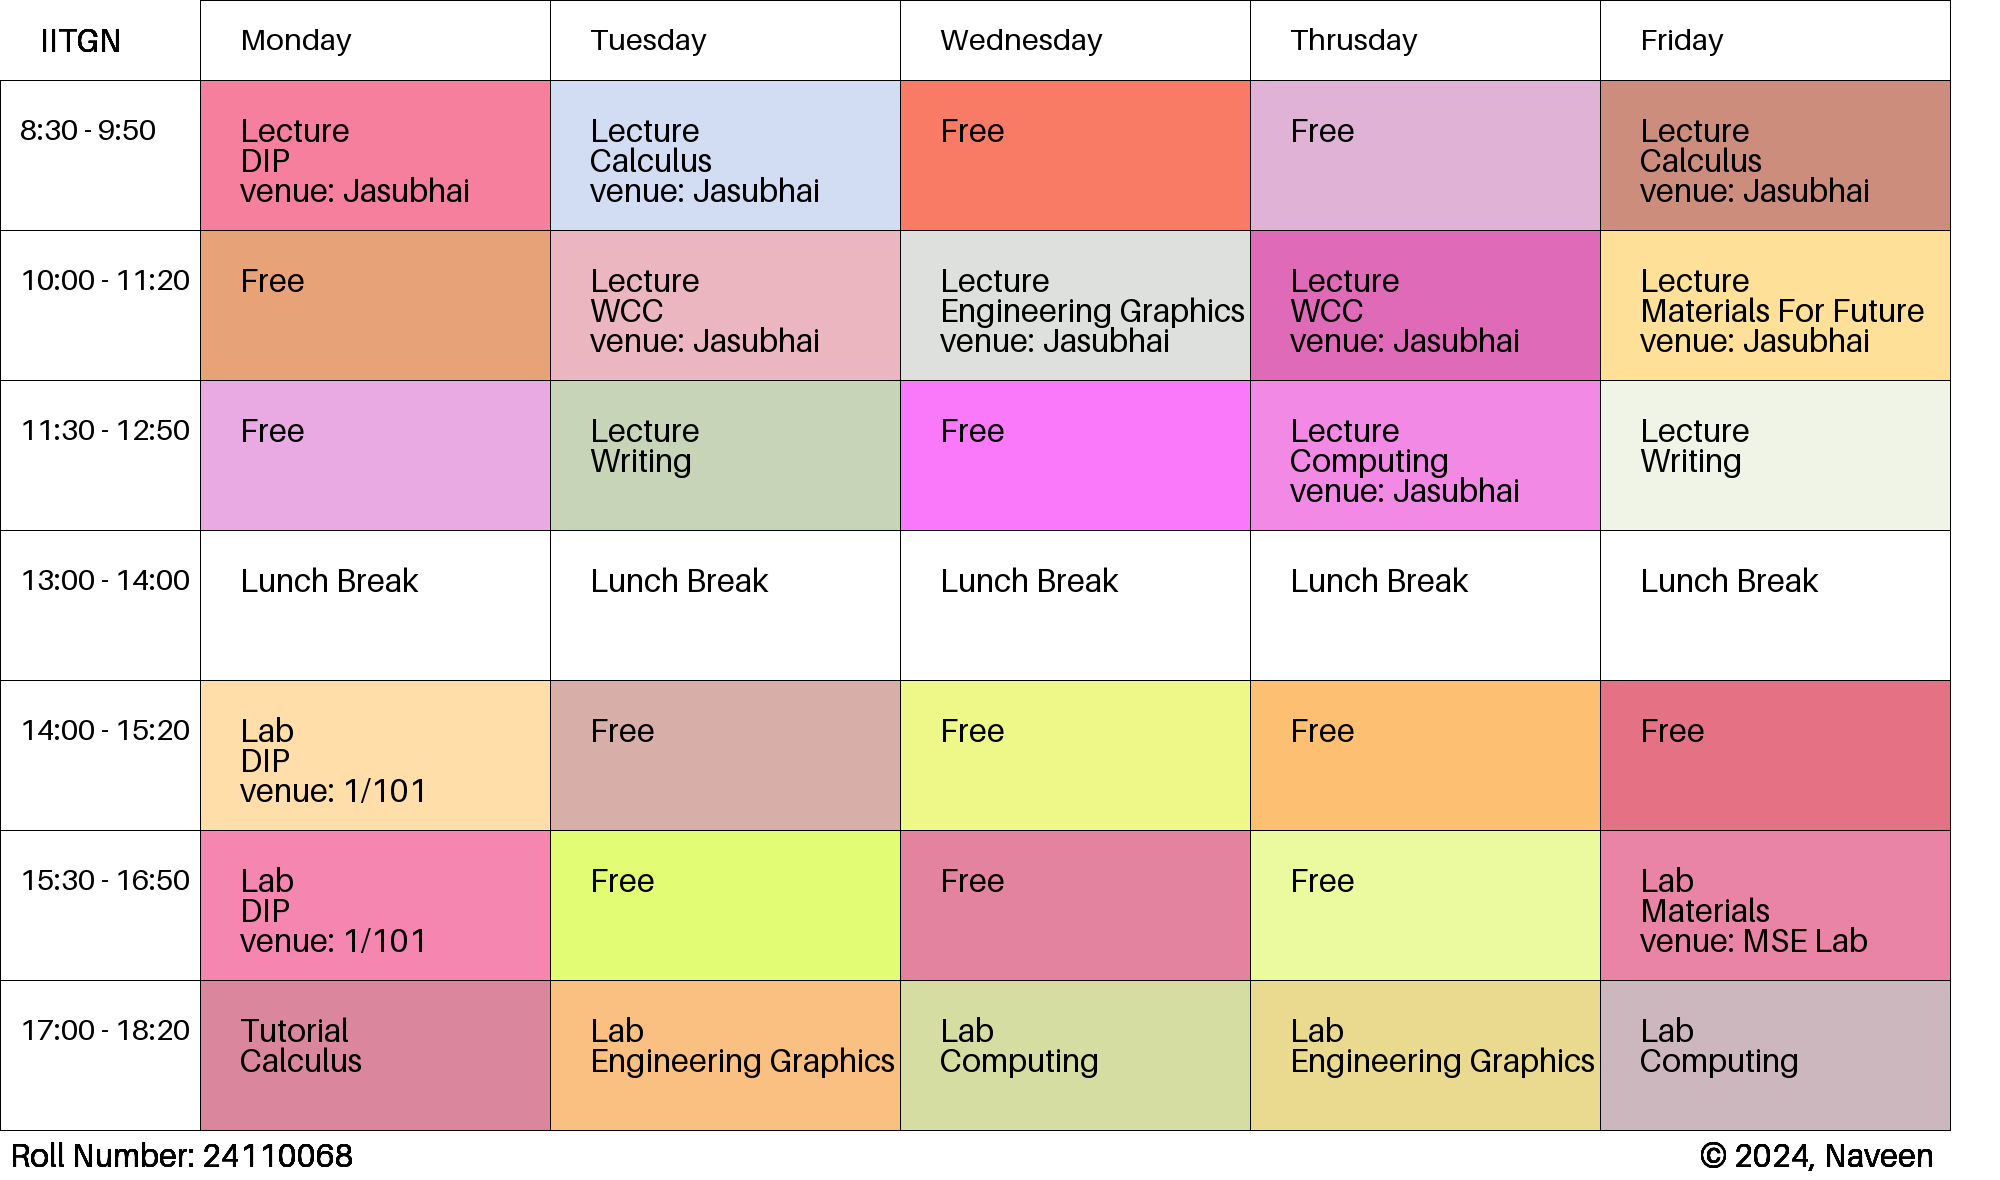 IITGN Monday Tuesday Wednesday Thrusday Friday
8:30 - 9:50
Lecture
DIP
venue: Jasubhai
Lecture
Calculus
venue: Jasubhai
Free
Free
Lecture
Calculus
venue: Jasubhai
10:00 - 11:20
Free
Lecture
WCC
venue: Jasubhai
Lecture
Engineering Graphics
venue: Jasubhai
Lecture
WCC
venue: Jasubhai
Lecture
Materials For Future
venue: Jasubhai
11:30 - 12:50
Free
Lecture
Writing
Free
Lecture
Computing
venue: Jasubhai
Lecture
Writing
13:00 - 14:00
Lunch Break
Lunch Break
Lunch Break
Lunch Break
Lunch Break
14:00 - 15:20
Lab
DIP
venue: 1/101
Free
Free
Free
Free
15:30 - 16:50
Lab
DIP
venue: 1/101
Free
Free
Free
Lab
Materials
venue: MSE Lab
17:00 - 18:20
Tutorial
Calculus
Lab
Engineering Graphics
Lab
Computing
Lab
Engineering Graphics
Lab
Computing
Roll Number: 24110068
© 2024, Naveen